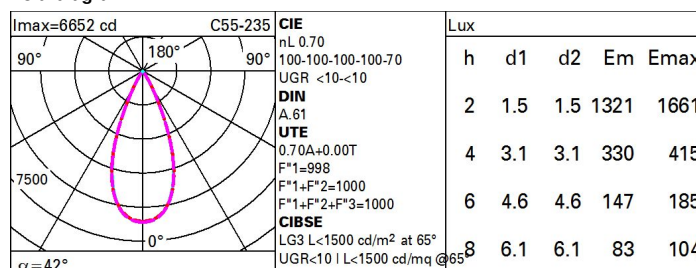 Imax=6652 cd C55-235
90° 180° 90°
7500
0°
α=42°
CIE
nL 0.70
100-100-100-100-70
UGR <10-<10
DIN
A.61
UTE
0.70A+0.00T
F"1=998
F"1+F"2=1000
F"1+F"2+F"3=1000
CIBSE
LG3 L<1500 cd/m² at 65°
UGR<10 | L<1500 cd/mq @65°
Lux
h d1 d2 Em Emax
2 1.5 1.5 1321 1661
4 3.1 3.1 330 415
6 4.6 4.6 147 185
8 6.1 6.1 83 104